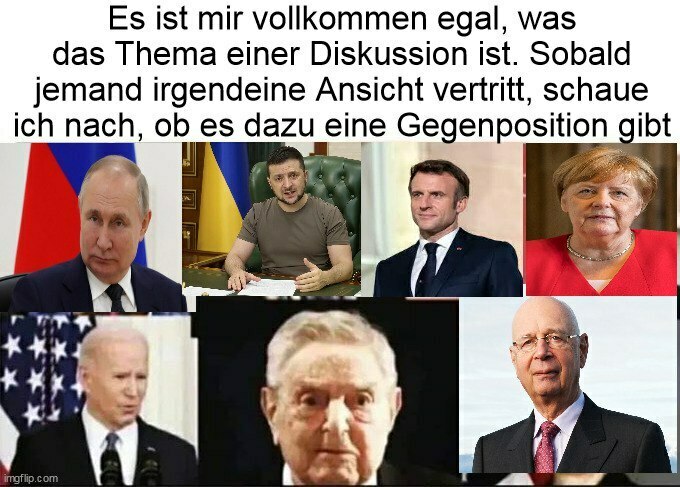 Es ist mir vollkommen egal, was
das Thema einer Diskussion ist. Sobald
jemand irgendeine Ansicht vertritt, schaue
ich nach, ob es dazu eine Gegenposition gibt
imgflip.com